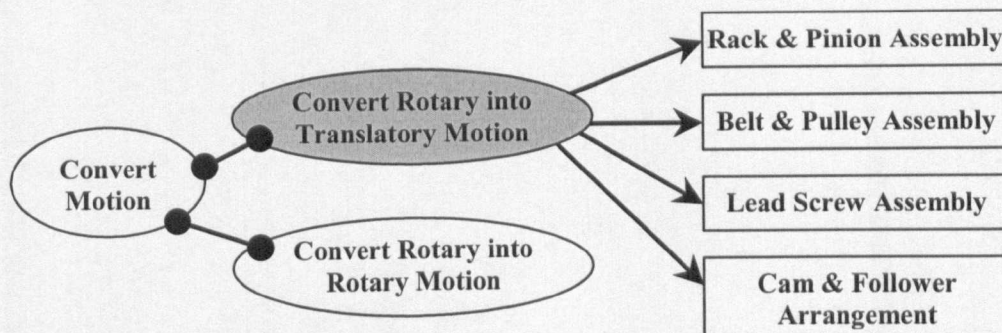 Convert
Motion
Convert Rotary into
Translatory Motion
Convert Rotary into
Rotary Motion
Rack & Pinion Assembly
Belt & Pulley Assembly
Lead Screw Assembly
Cam & Follower
Arrangement